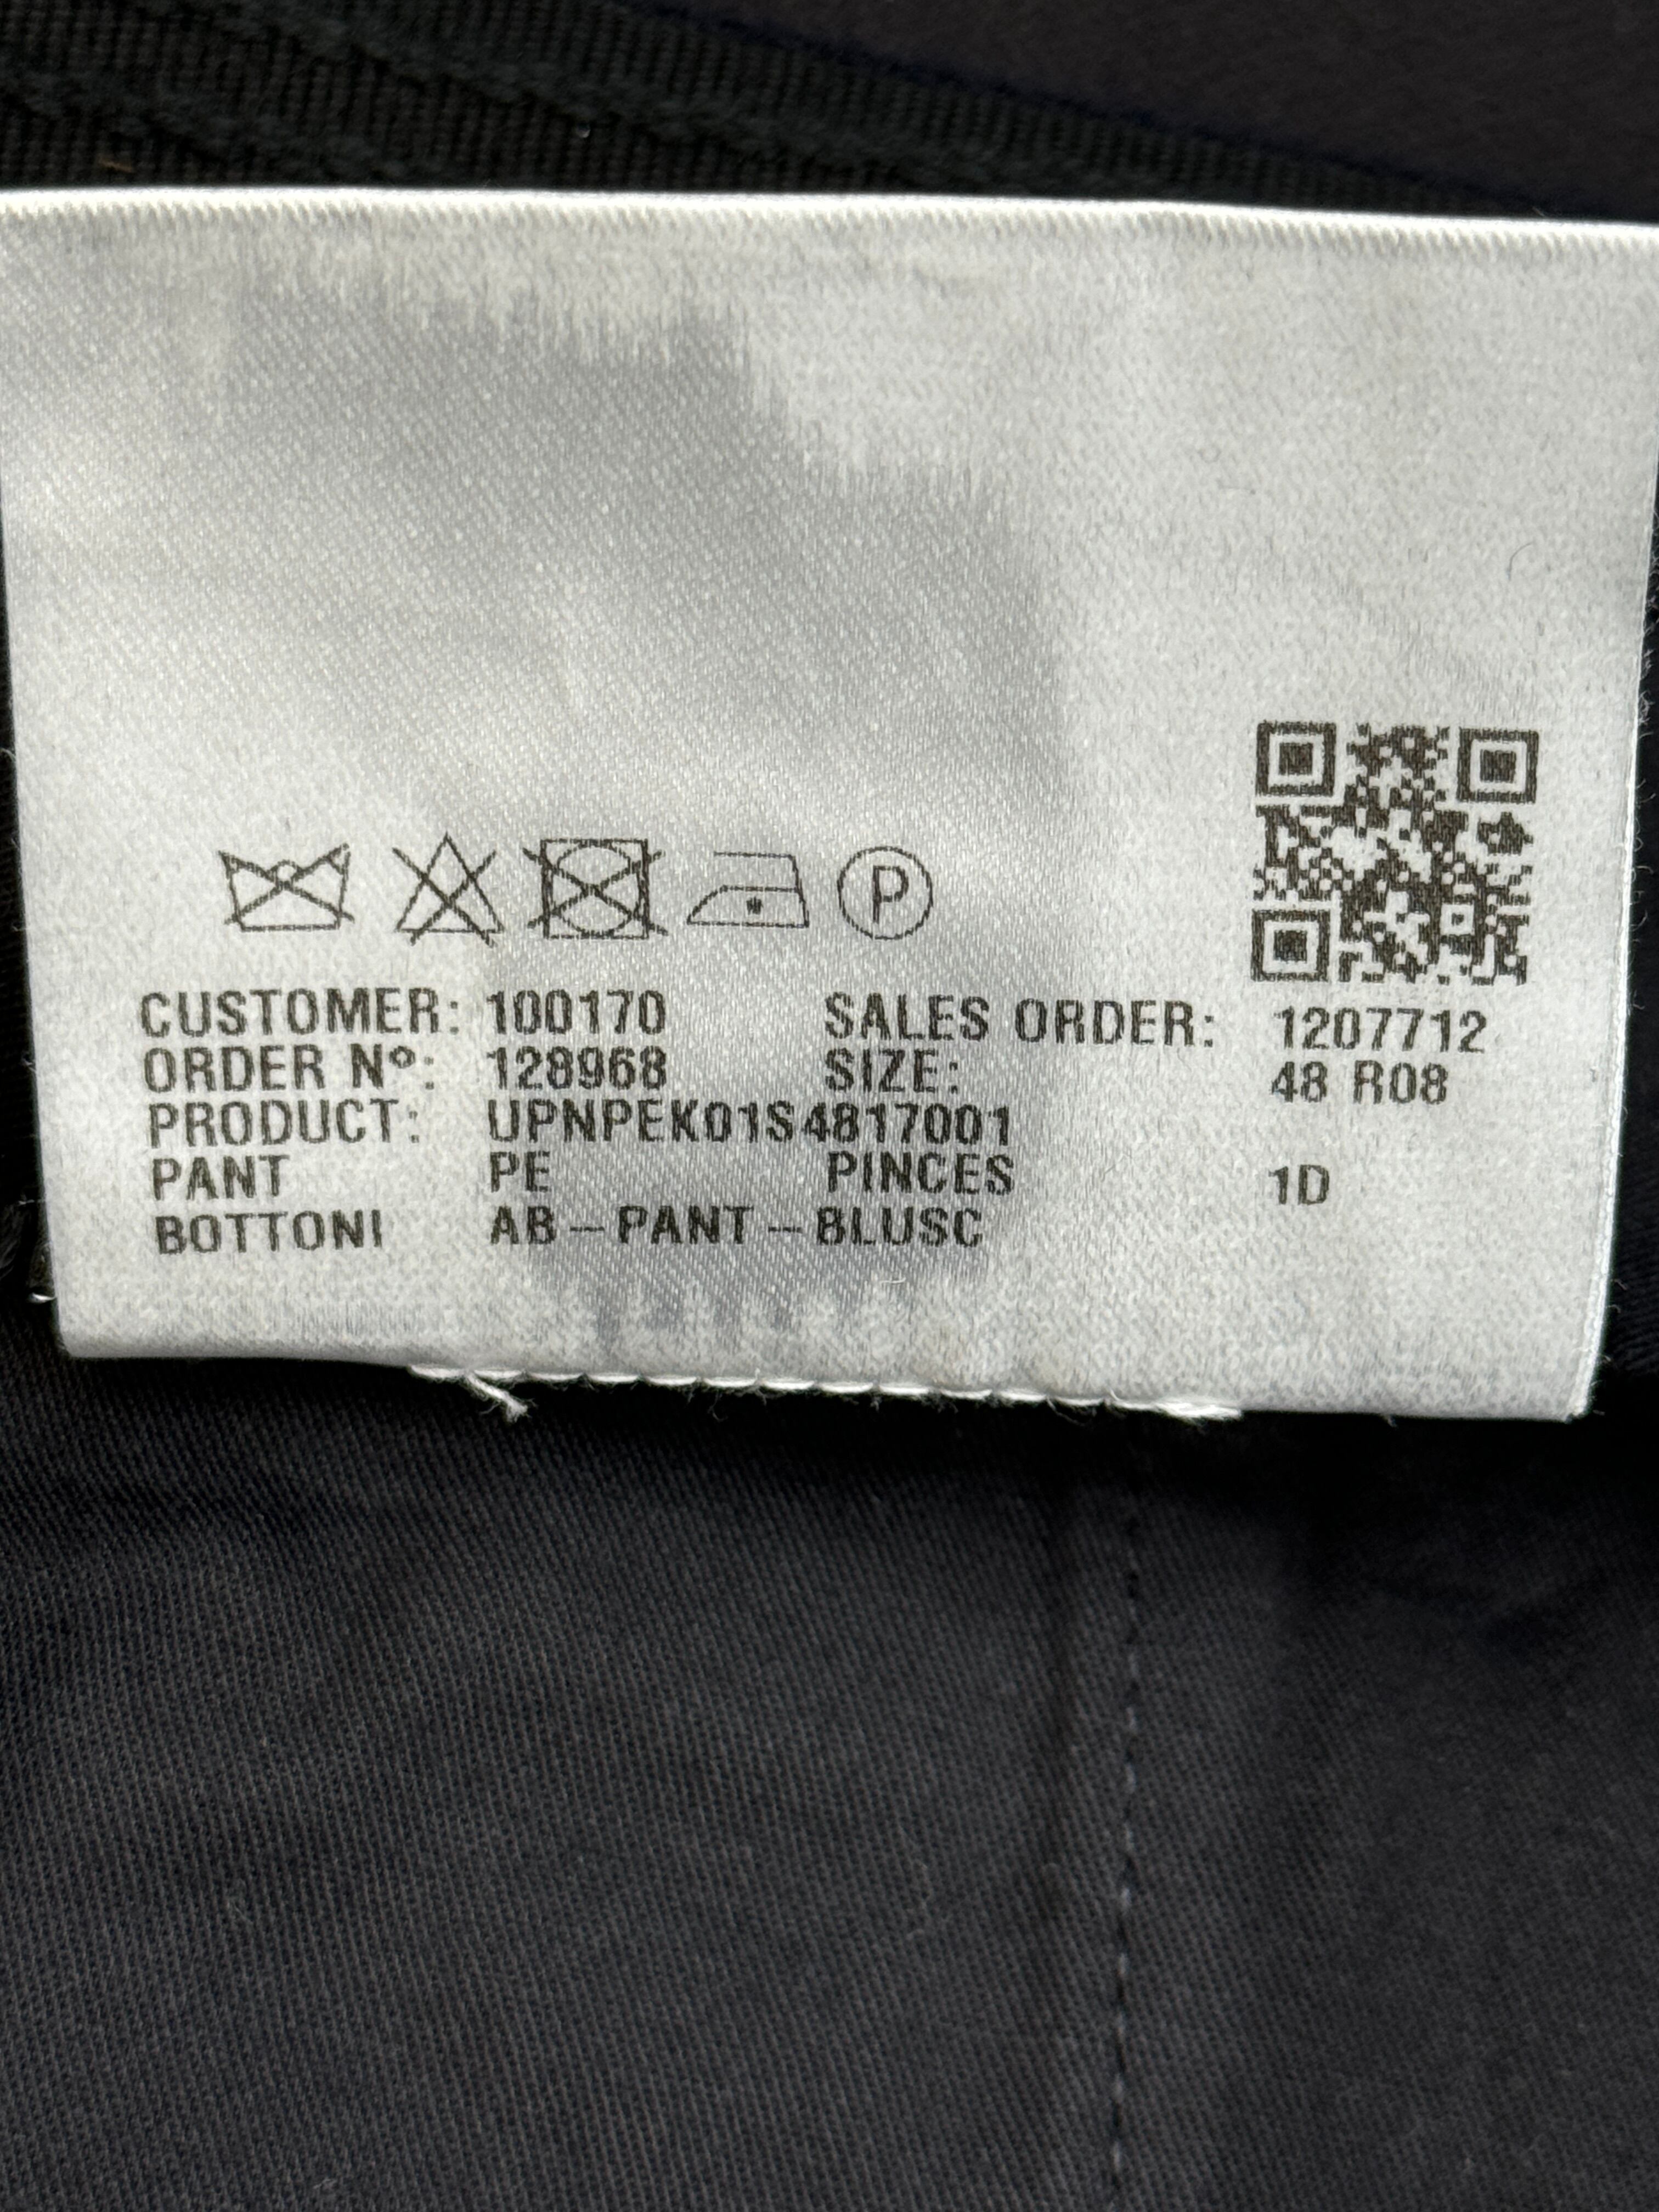 P
CUSTOMER: 100170 SALES ORDER: 1207712
ORDER Nº: 128968 SIZE: 48 R08
PRODUCT: UPNPEK01S4817001
PANT PE PINCES 1D
BOTTONI AB-PANT-BLUSC